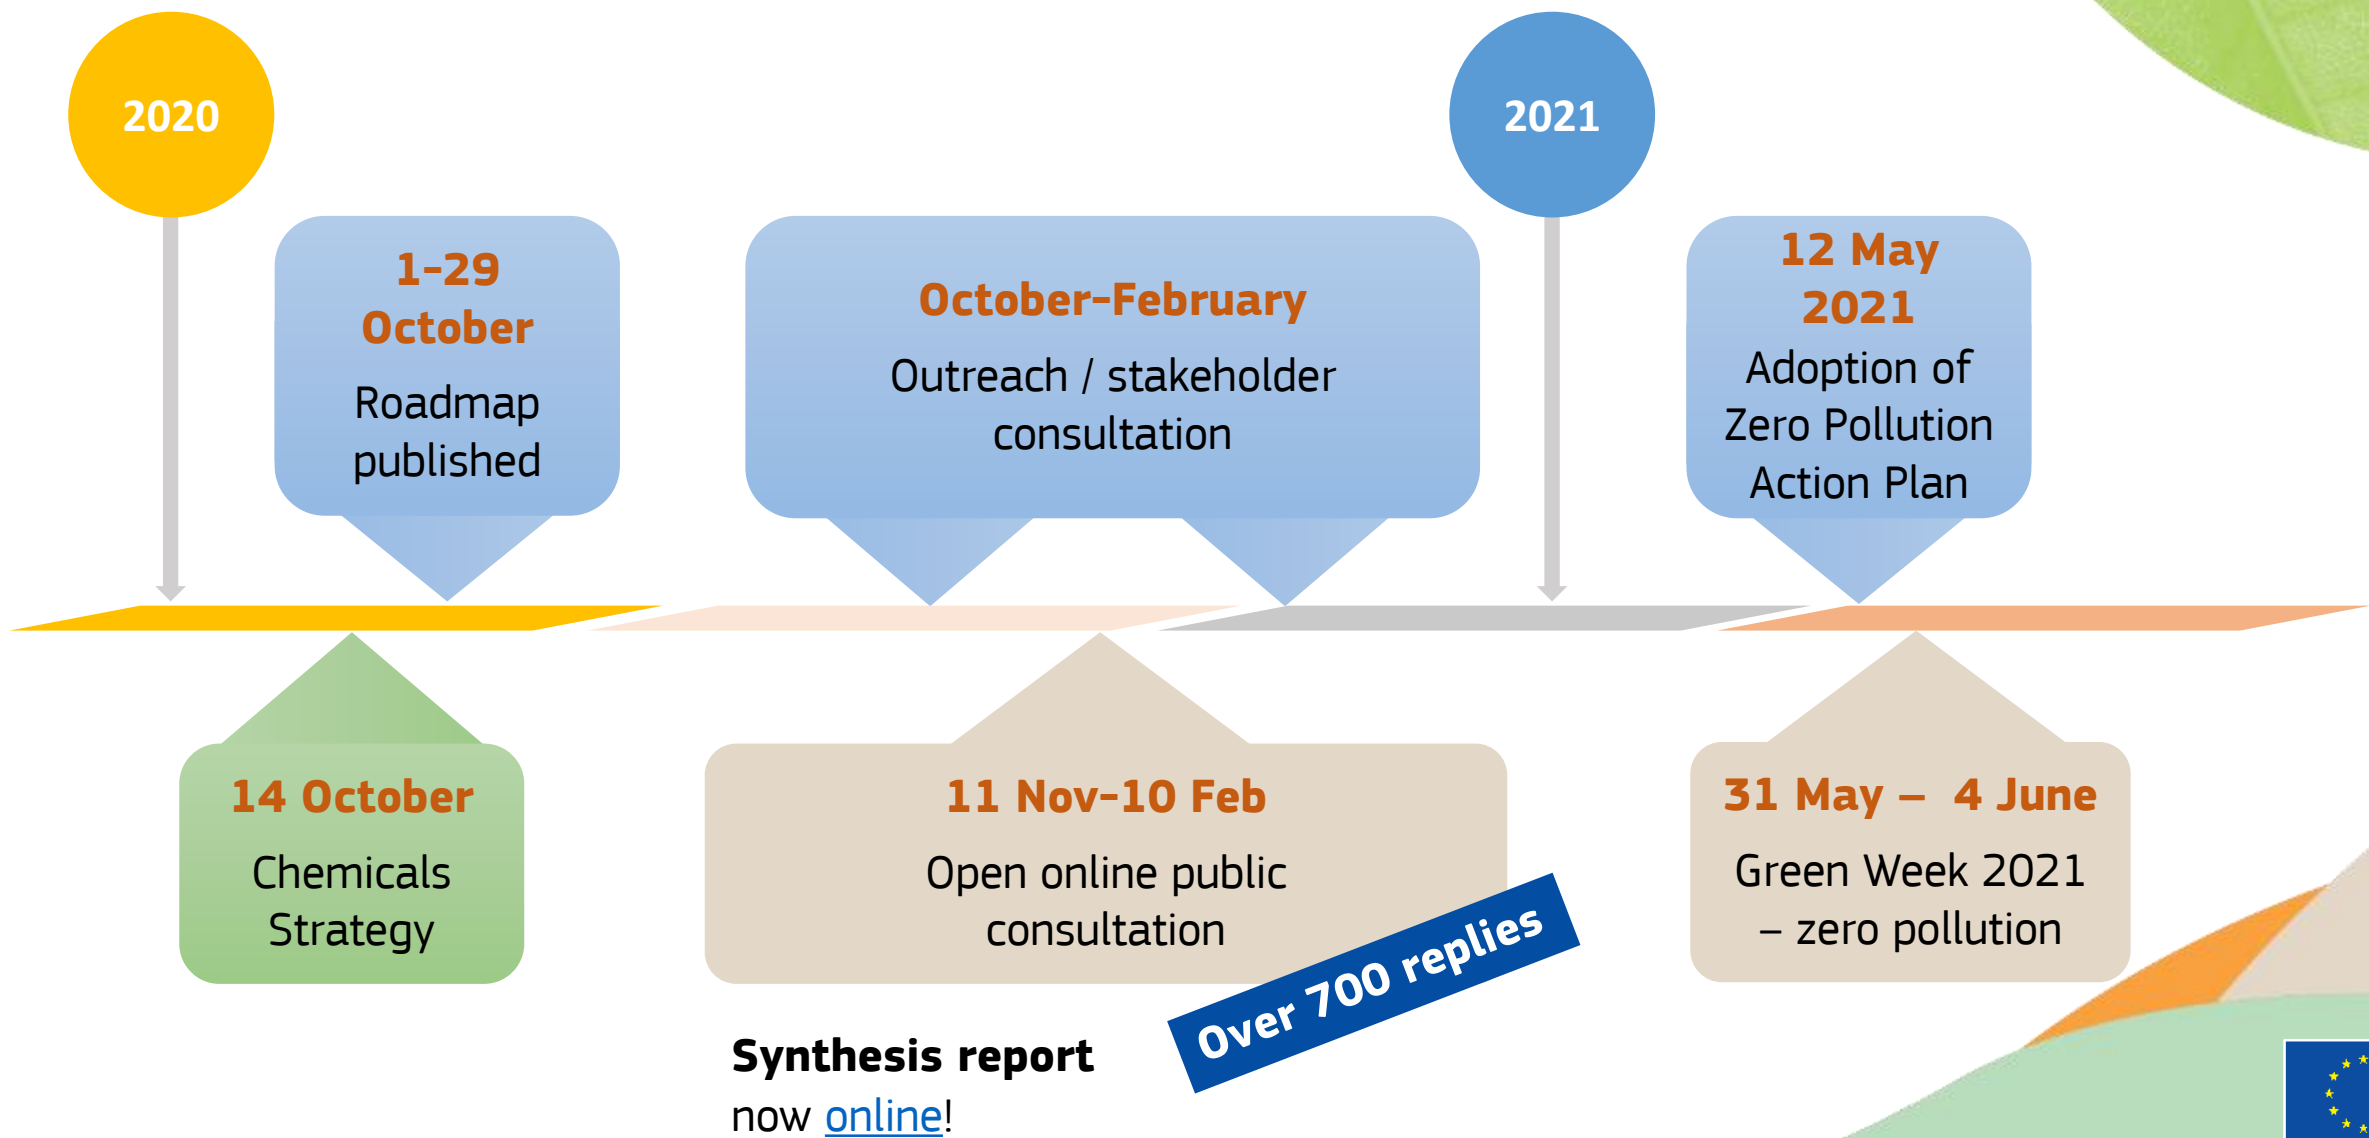 2020
2021
1-29
October
Roadmap
published
October-February
Outreach / stakeholder
consultation
12 May
2021
Adoption of
Zero Pollution
Action Plan
14 October
Chemicals
Strategy
11 Nov-10 Feb
Open online public
consultation
Over 700 replies
31 May – 4 June
Green Week 2021
– zero pollution
Synthesis report
now online!